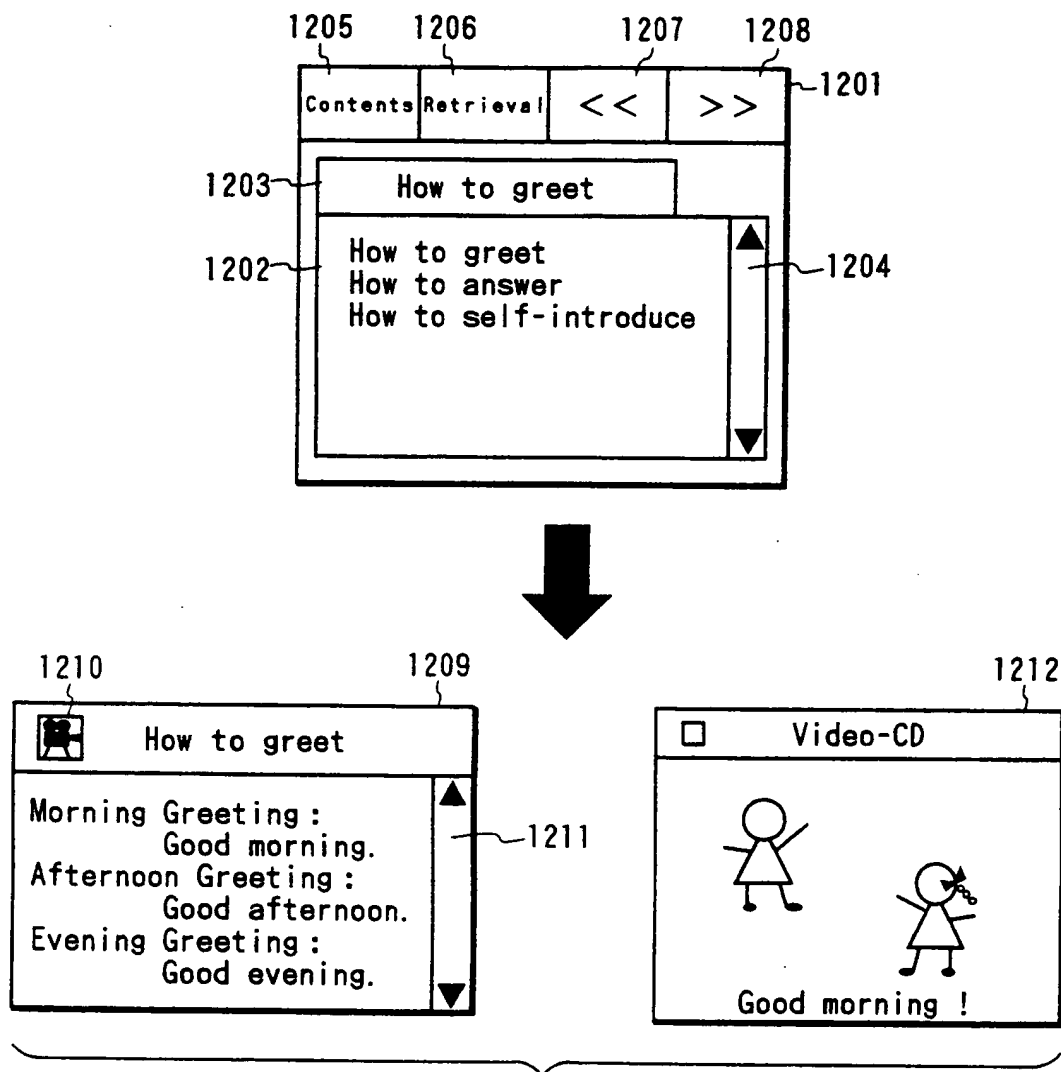 1205 1206 1207 1208
1201
Contents Retrieval << >>
1203 How to greet
1202 How to greet
1204
How to answer
How to self-introduce
1210 1209
How to greet
Morning Greeting :
Good morning.
1211
Afternoon Greeting :
Good afternoon.
Evening Greeting :
Good evening.
1212
Video-CD
Good morning !